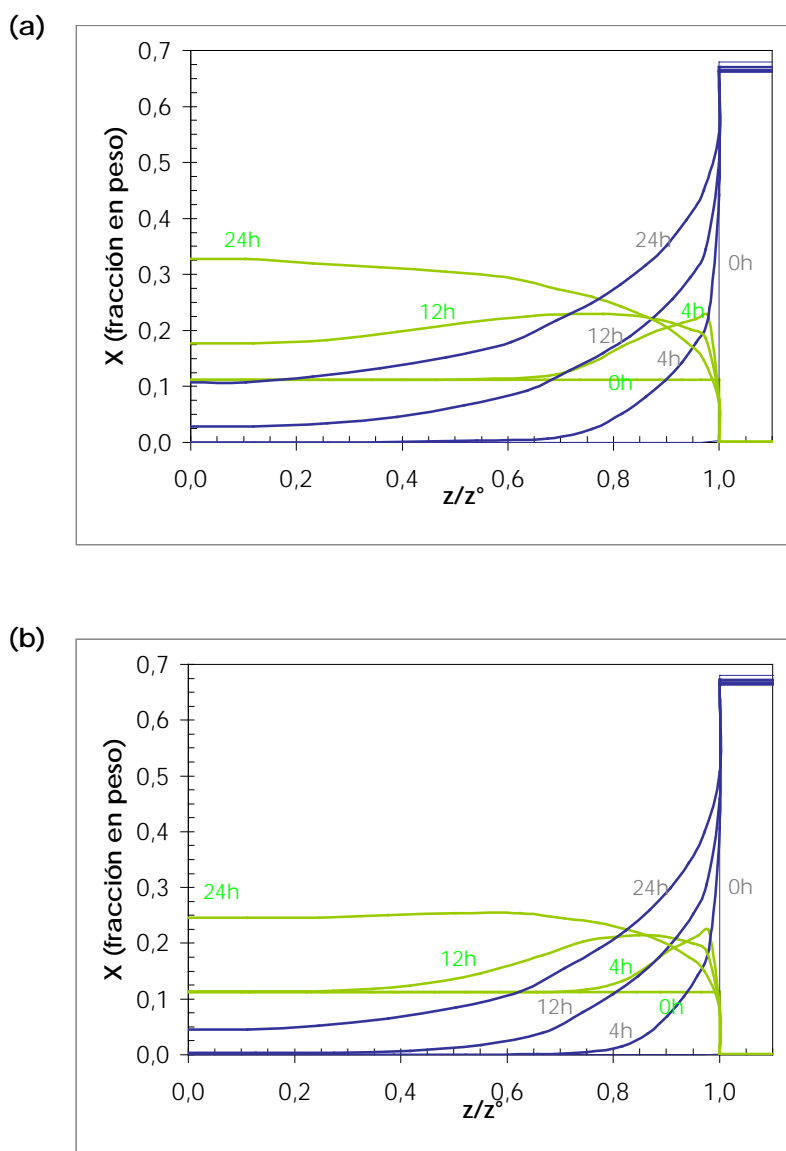 (a)
0,7
0,6
0,5
0,4
0,3
0,2
0,1
0,0
X (fracción en peso)
24h
12h
24h
0h
4h
12h
4h
0h
0,0 0,2 0,4 0,6 0,8 1,0
z/z°
(b)
0,7
0,6
0,5
0,4
0,3
0,2
0,1
0,0
X (fracción en peso)
24h
24h
0h
12h
4h
12h
0h
4h
0,0 0,2 0,4 0,6 0,8 1,0
z/z°